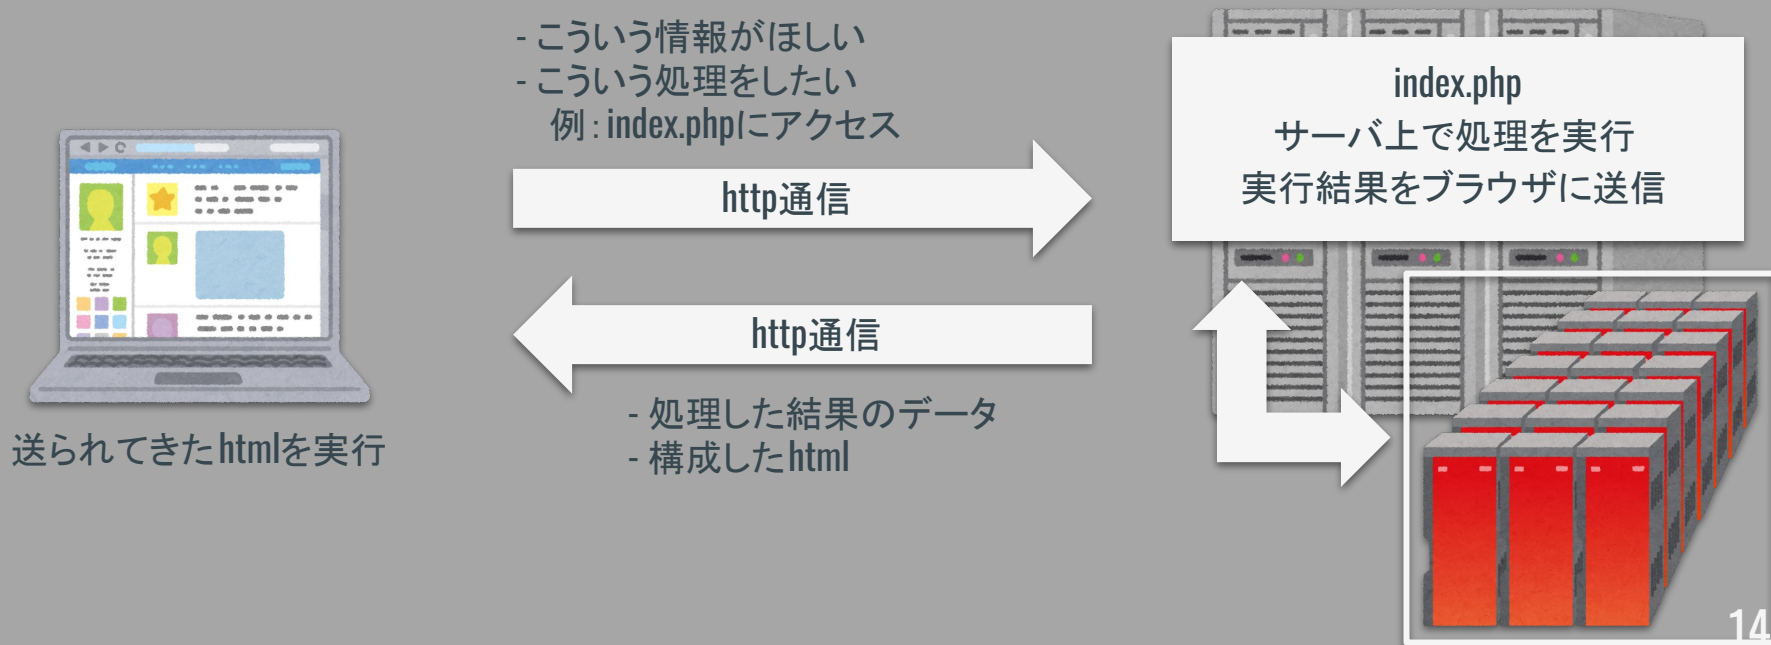 - こういう情報がほしい
- こういう処理をしたい
例：index.phpにアクセス
http通信
index.php
サーバ上で処理を実行
実行結果をブラウザに送信
http通信
- 処理した結果のデータ
- 構成したhtml
送られてきたhtmlを実行
14